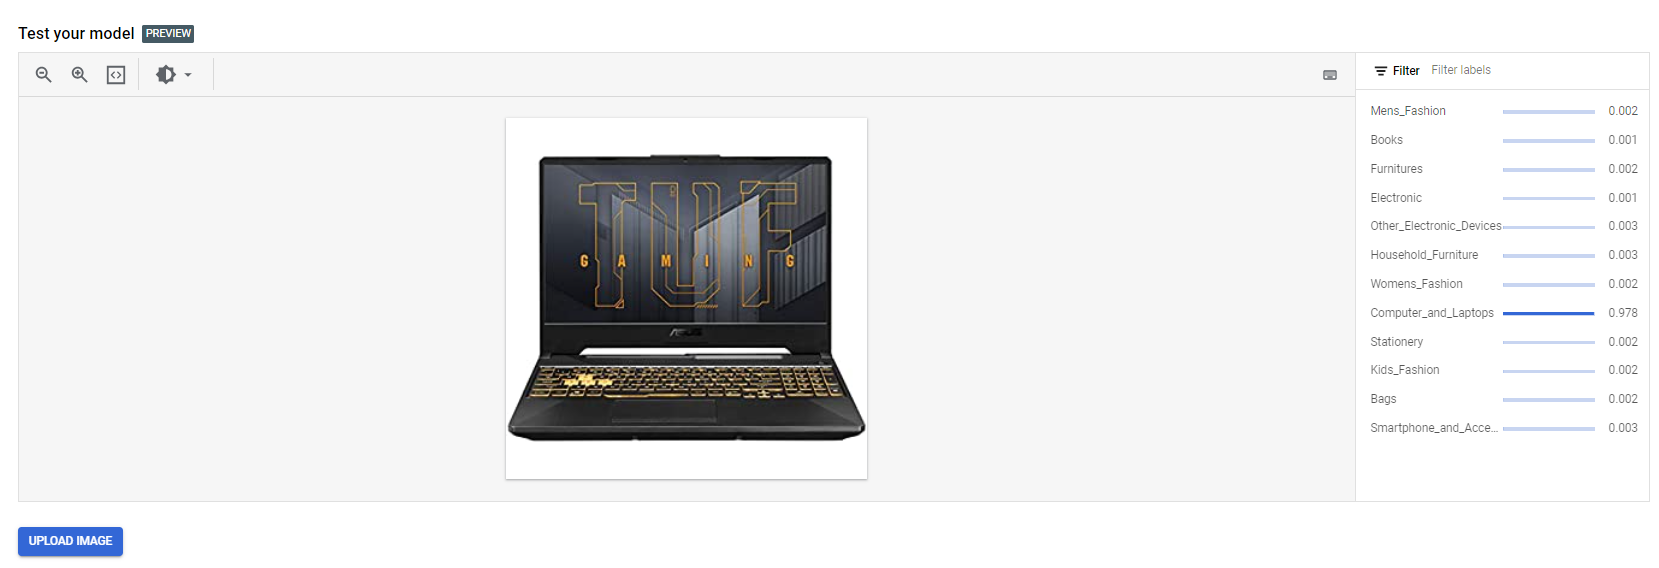 Test your model PREVIEW
Filter Filter labels
Mens_Fashion 0.002
Books 0.001
Furnitures 0.002
Electronic 0.001
Other_Electronic_Devices 0.003
Household_Furniture 0.003
Womens_Fashion 0.002
Computer_and_Laptops 0.978
Stationery 0.002
Kids_Fashion 0.002
Bags 0.002
Smartphone_and_Acce... 0.003
TUF
GAMING
ASUS
UPLOAD IMAGE